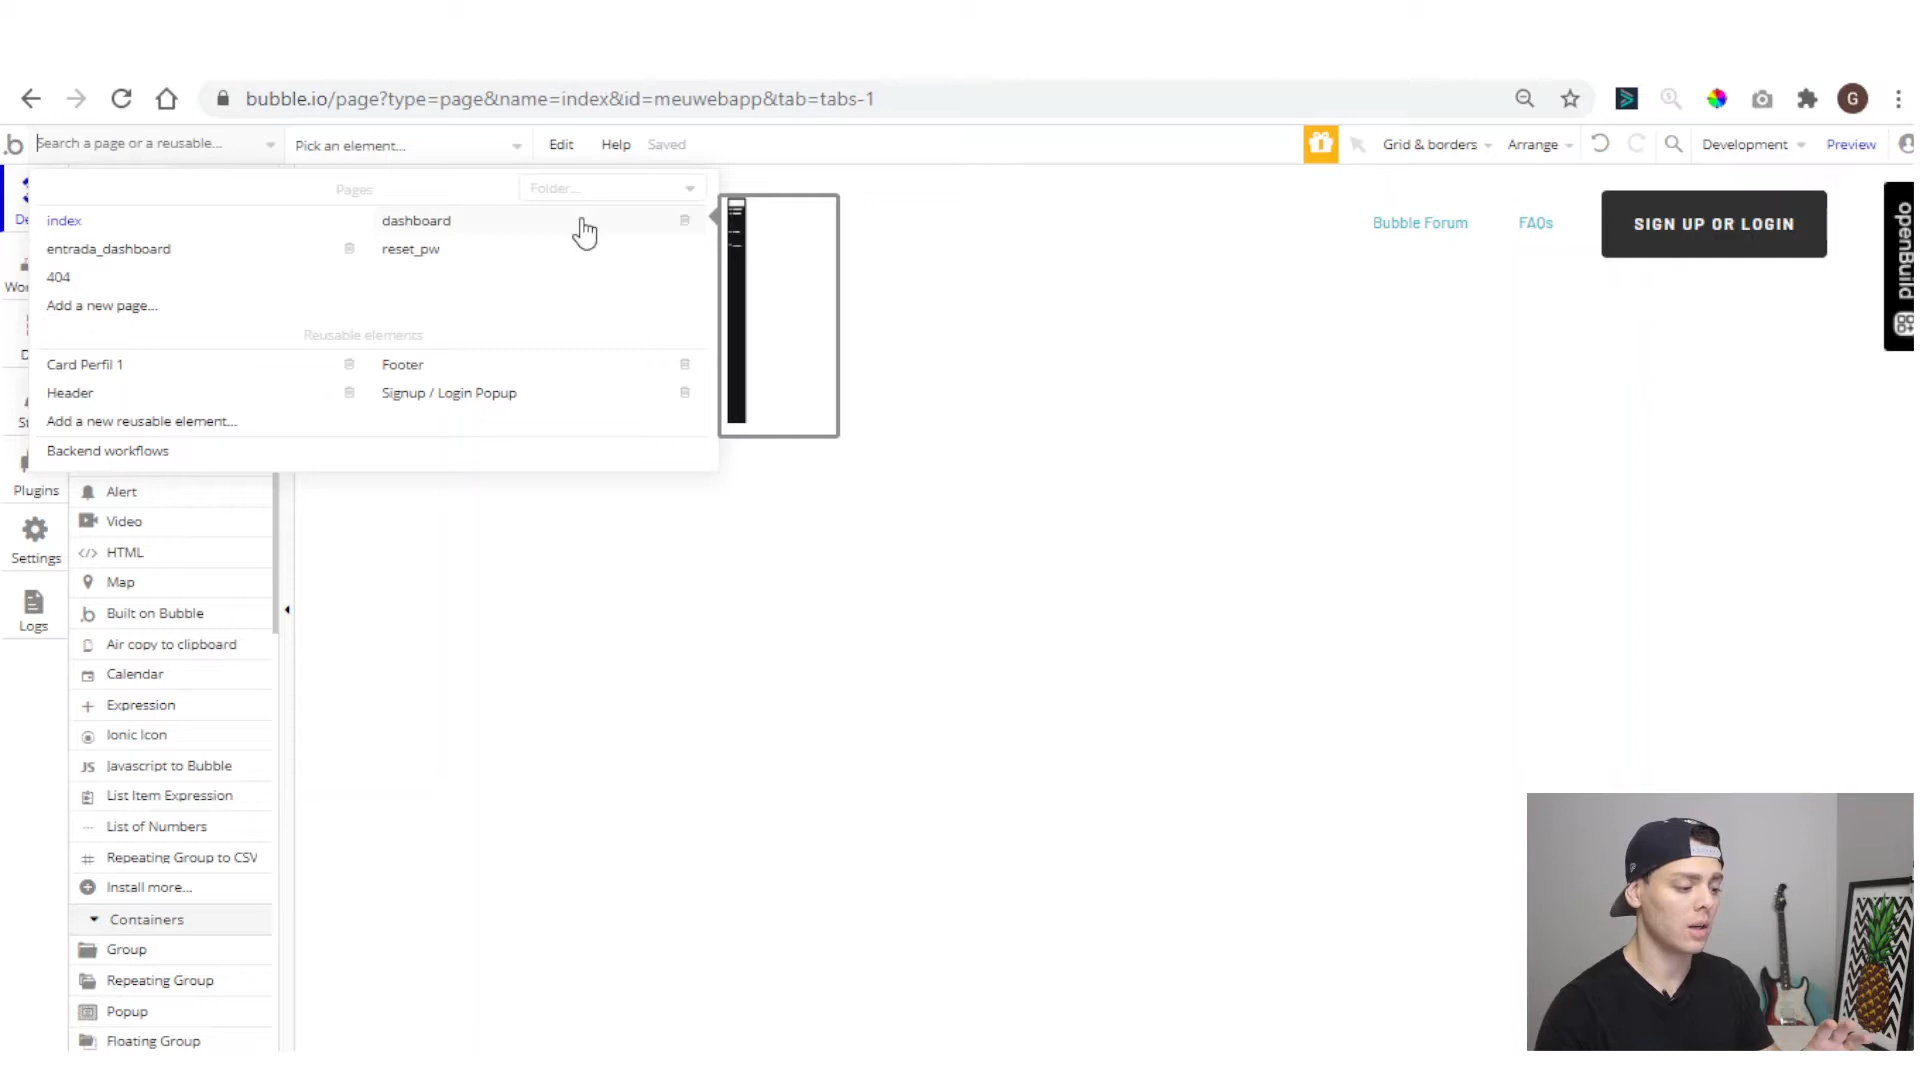 bubble.io/page?type=page&name=index&id=meuwebapp&tab=tabs-1
G
Search a page or a reusable...
Pick an element...
Edit
Help
Saved
Grid & borders
Arrange
Development
Preview
Pages
Folder...
index
dashboard
entrada_dashboard
reset_pw
404
Add a new page...
Reusable elements
Card Perfil 1
Footer
Header
Signup / Login Popup
Add a new reusable element...
Backend workflows
Bubble Forum
FAQs
SIGN UP OR LOGIN
openBuild
Plugins
Settings
Logs
Alert
Video
HTML
Map
Built on Bubble
Air copy to clipboard
Calendar
Expression
Ionic Icon
JS Javascript to Bubble
List Item Expression
List of Numbers
Repeating Group to CSV
Install more...
Containers
Group
Repeating Group
Popup
Floating Group